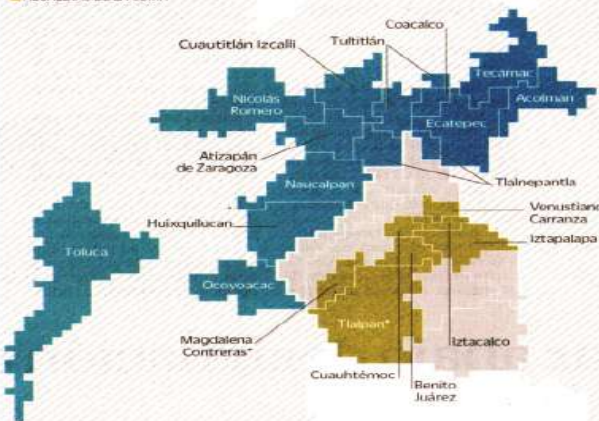 Coacalco
Cuautitlán Izcalli
Tultitlán
Tecámac
Nicolás
Romero
Acolman
Ecatepec
Atizapán
de Zaragoza
Tlalnepantla
Naucalpan
Venustiano
Carranza
Huixquilucan
Iztapalapa
Toluca
Ocoyoacac
Magdalena
Contreras*
Tlalpan*
Iztacalco
Cuauhtémoc
Benito
Juárez